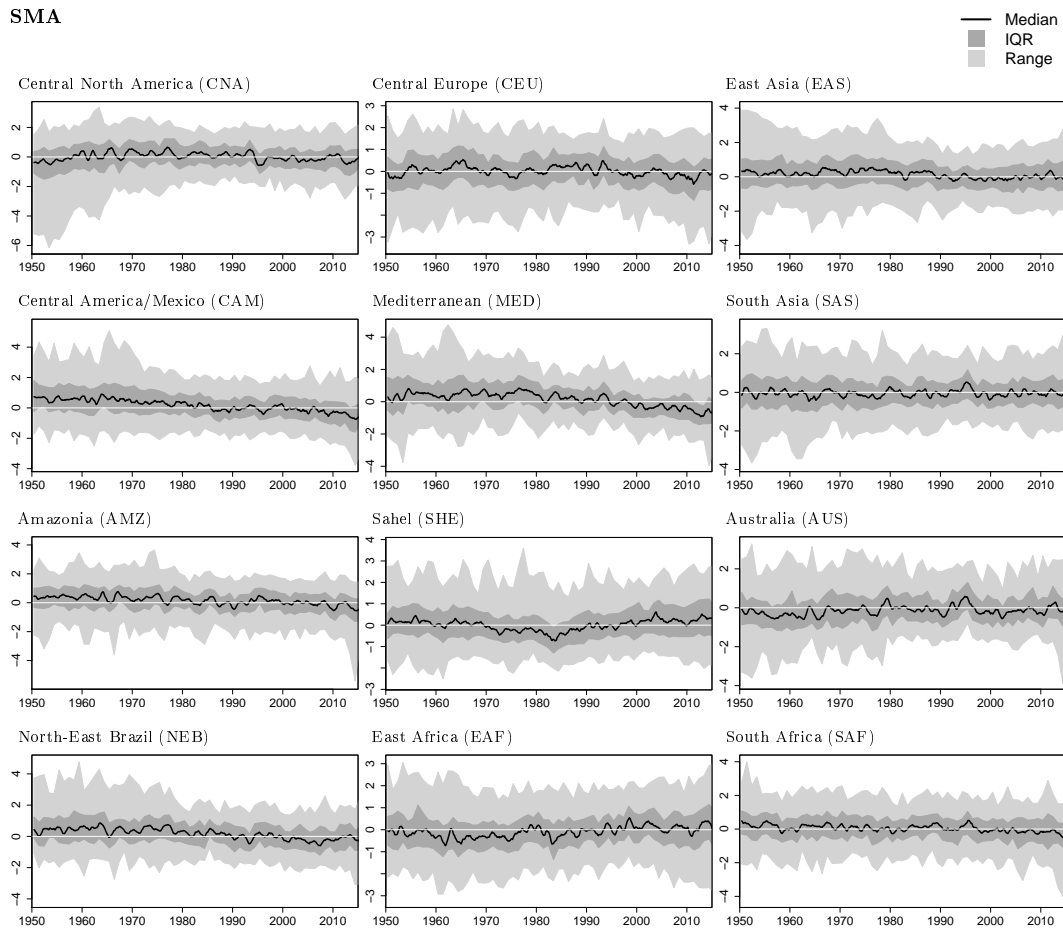 SMA
Median
IQR
Range
Central North America (CNA)
2
0
−2
−4
−6
1950 1960 1970 1980 1990 2000 2010
Central Europe (CEU)
3
2
1
0
−1
−3
1950 1960 1970 1980 1990 2000 2010
East Asia (EAS)
4
2
0
−2
−4
1950 1960 1970 1980 1990 2000 2010
Central America/Mexico (CAM)
4
2
0
−2
−4
1950 1960 1970 1980 1990 2000 2010
Mediterranean (MED)
4
2
0
−2
−4
1950 1960 1970 1980 1990 2000 2010
South Asia (SAS)
2
0
−2
−4
1950 1960 1970 1980 1990 2000 2010
Amazonia (AMZ)
4
2
0
−2
−4
1950 1960 1970 1980 1990 2000 2010
Sahel (SHE)
4
3
2
1
0
−1
−3
1950 1960 1970 1980 1990 2000 2010
Australia (AUS)
2
0
−2
−4
1950 1960 1970 1980 1990 2000 2010
North-East Brazil (NEB)
4
2
0
−2
−4
1950 1960 1970 1980 1990 2000 2010
East Africa (EAF)
3
2
1
0
−1
−3
1950 1960 1970 1980 1990 2000 2010
South Africa (SAF)
4
2
0
−2
−4
1950 1960 1970 1980 1990 2000 2010